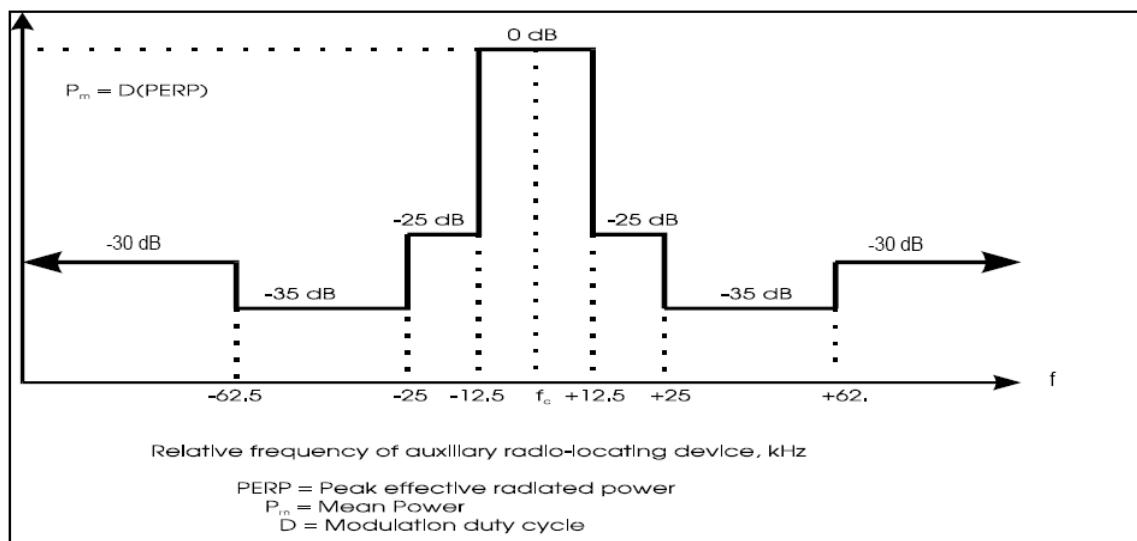 0 dB
Pm = D(PERP)
-25 dB -25 dB
-30 dB -30 dB
-35 dB -35 dB
-62.5 -25 -12.5 fc +12.5 +25 +62. f
Relative frequency of auxiliary radio-locating device, kHz
PERP = Peak effective radiated power
Pm = Mean Power
D = Modulation duty cycle